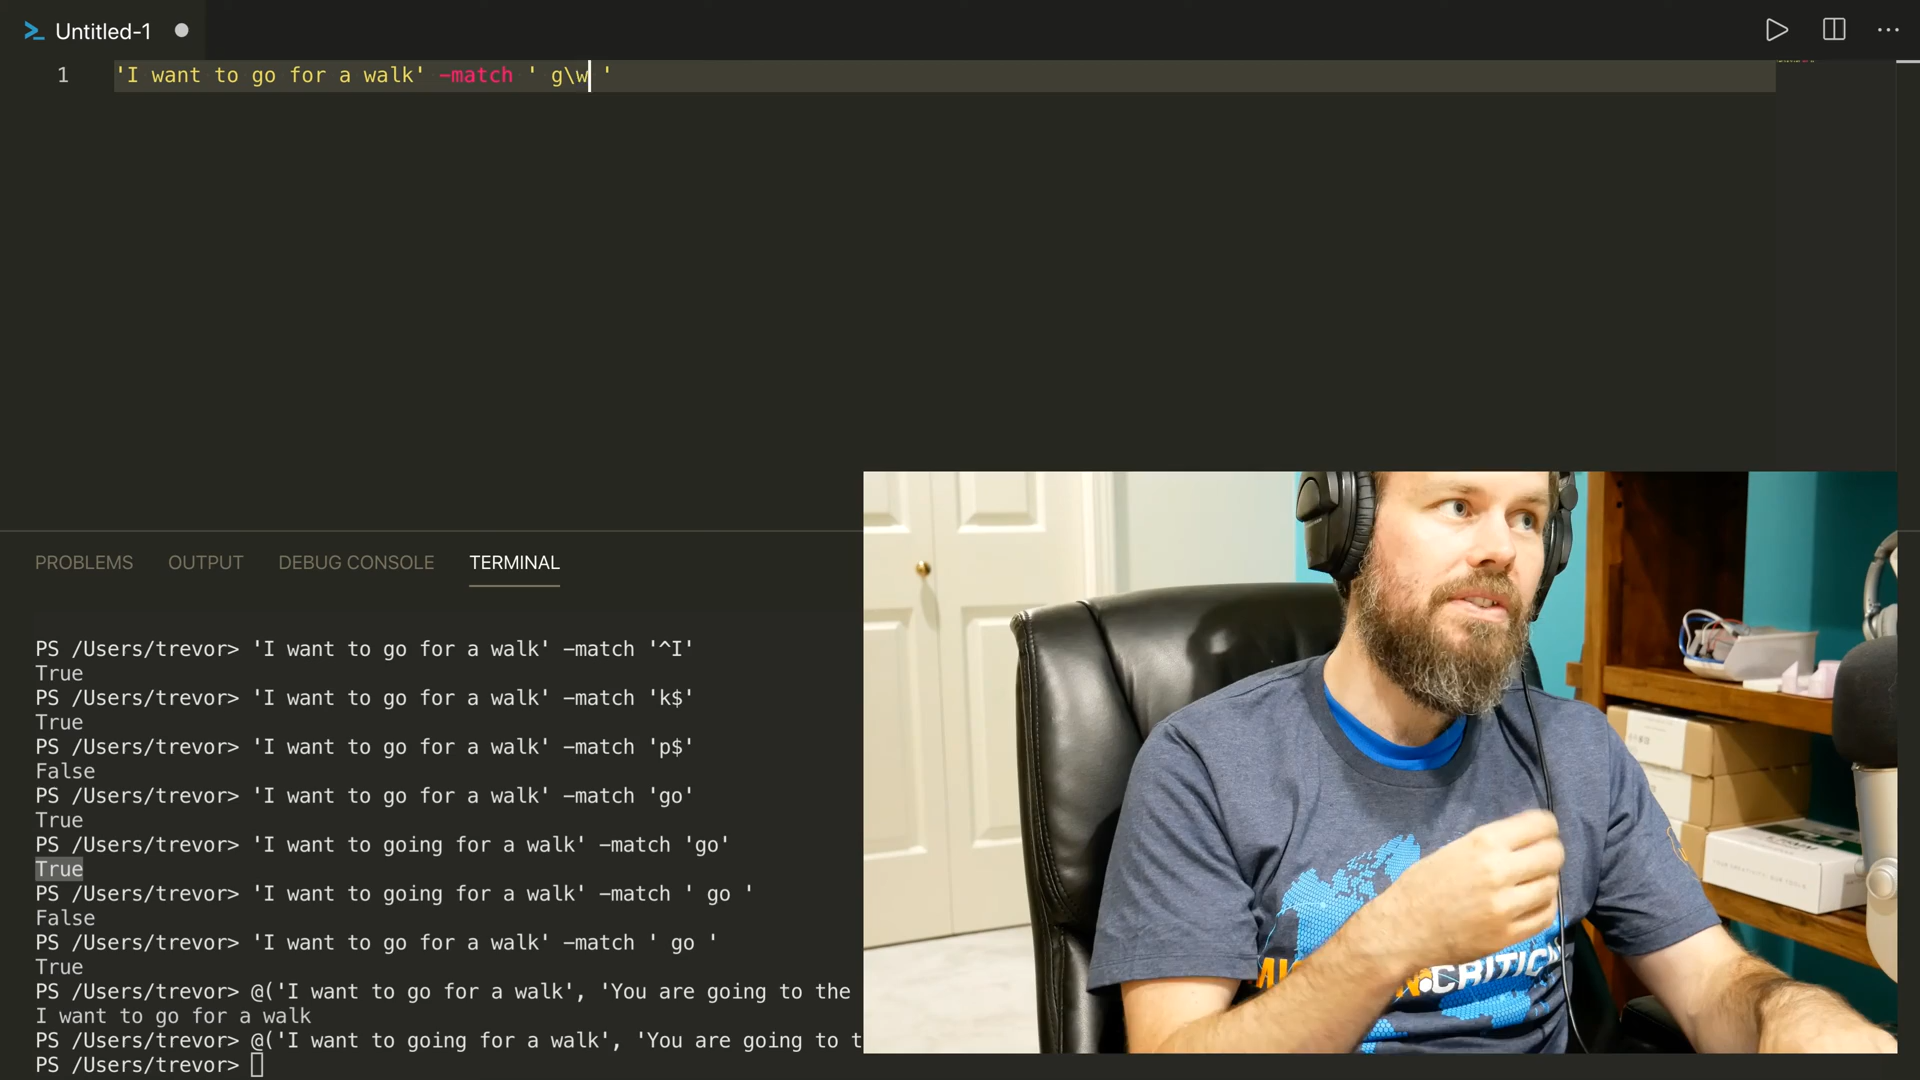 Untitled-1
1 'I want to go for a walk' -match ' g\w '
PROBLEMS OUTPUT DEBUG CONSOLE TERMINAL
PS /Users/trevor> 'I want to go for a walk' -match '^I'
True
PS /Users/trevor> 'I want to go for a walk' -match 'k$'
True
PS /Users/trevor> 'I want to go for a walk' -match 'p$'
False
PS /Users/trevor> 'I want to go for a walk' -match 'go'
True
PS /Users/trevor> 'I want to going for a walk' -match 'go'
True
PS /Users/trevor> 'I want to going for a walk' -match ' go '
False
PS /Users/trevor> 'I want to go for a walk' -match ' go '
True
PS /Users/trevor> @('I want to go for a walk', 'You are going to the
I want to go for a walk
PS /Users/trevor> @('I want to going for a walk', 'You are going to t
PS /Users/trevor>
CRITIC